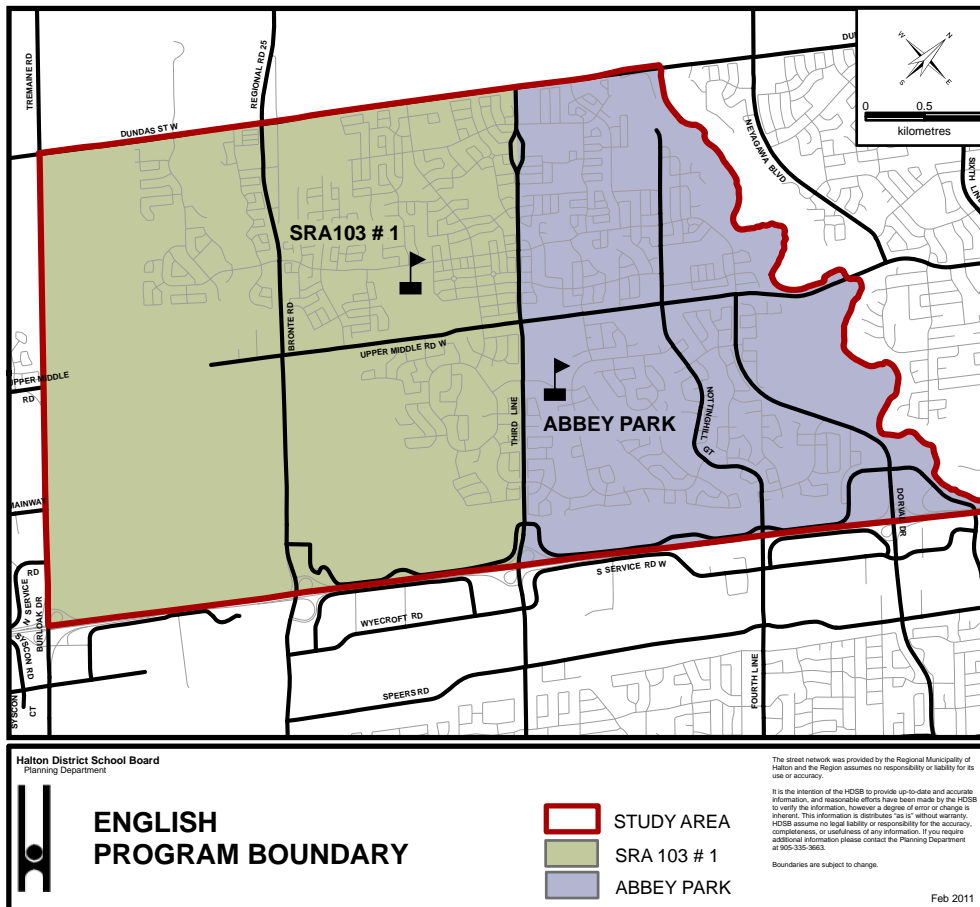 TREMAINE RD
REGIONAL RD 25
DUNDAS ST W
DU
W
N
S
E
0
0.5
kilometres
NEYAGAWA BLVD
SIXTH LIN
SRA103 # 1
BRONTE RD
UPPER MIDDLE RD W
UPPER MIDDLE
RD
THIRD LINE
ABBEY PARK
NOTTINGHILL
GT
MAINWAY
DORVAL DR
RD
N SERVICE
BURLOAK DR
SYSCON RD
SYSCON
CT
S SERVICE RD W
WYECROFT RD
SPEERS RD
FOURTH LINE
Halton District School Board
Planning Department
ENGLISH
PROGRAM BOUNDARY
STUDY AREA
SRA 103 # 1
ABBEY PARK
The street network was provided by the Regional Municipality of
Halton and the Region assumes no responsibility or liability for its
use or accuracy.
It is the intention of the HDSB to provide up-to-date and accurate
information, and reasonable efforts have been made by the HDSB
to verify the information, however a degree of error or change is
inherent. This information is distributes "as is" without warranty.
HDSB assume no legal liability or responsibility for the accuracy,
completeness, or usefulness of any information. If you require
additional information please contact the Planning Department
at 905-335-3663.
Boundaries are subject to change.
Feb 2011